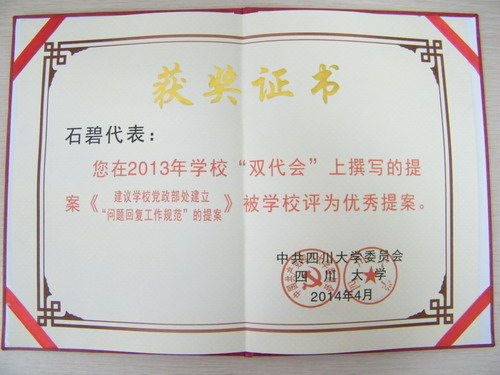 获奖证书
石碧代表：
您在2013年学校“双代会”上撰写的提
案《建议学校党政部处建立“问题回复工作规范”的提案》被学校评为优秀提案。
中共四川大学委员会
四川大学
2014年4月